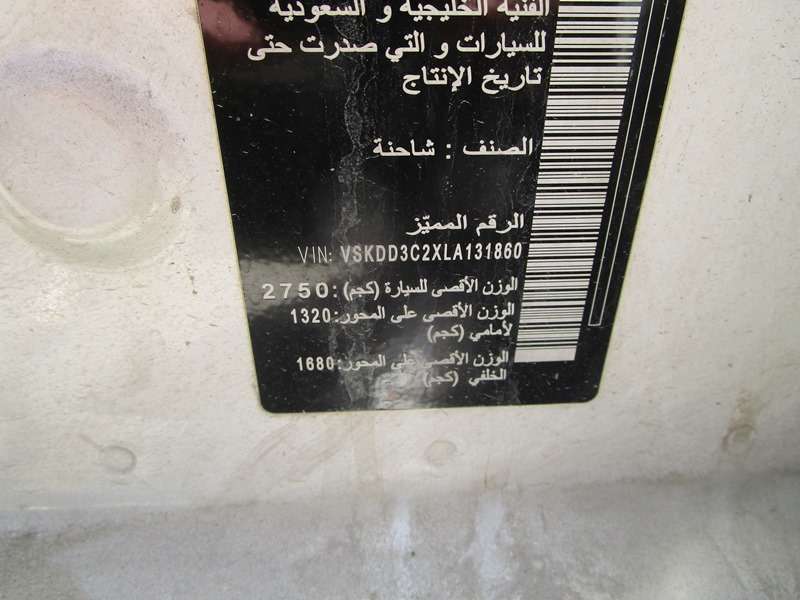 الفنية الخليجية و السعودية
للسيارات و التي صدرت حتى
تاريخ الإنتاج
الصنف : شاحنة
الرقم المميّز
VIN: VSKDD3C2XLA131860
الوزن الأقصى للسيارة (كجم): 2750
الوزن الأقصى على المحور: 1320
لأمامي (كجم)
الوزن الأقصى على المحور: 1680
الخلفي (كجم)